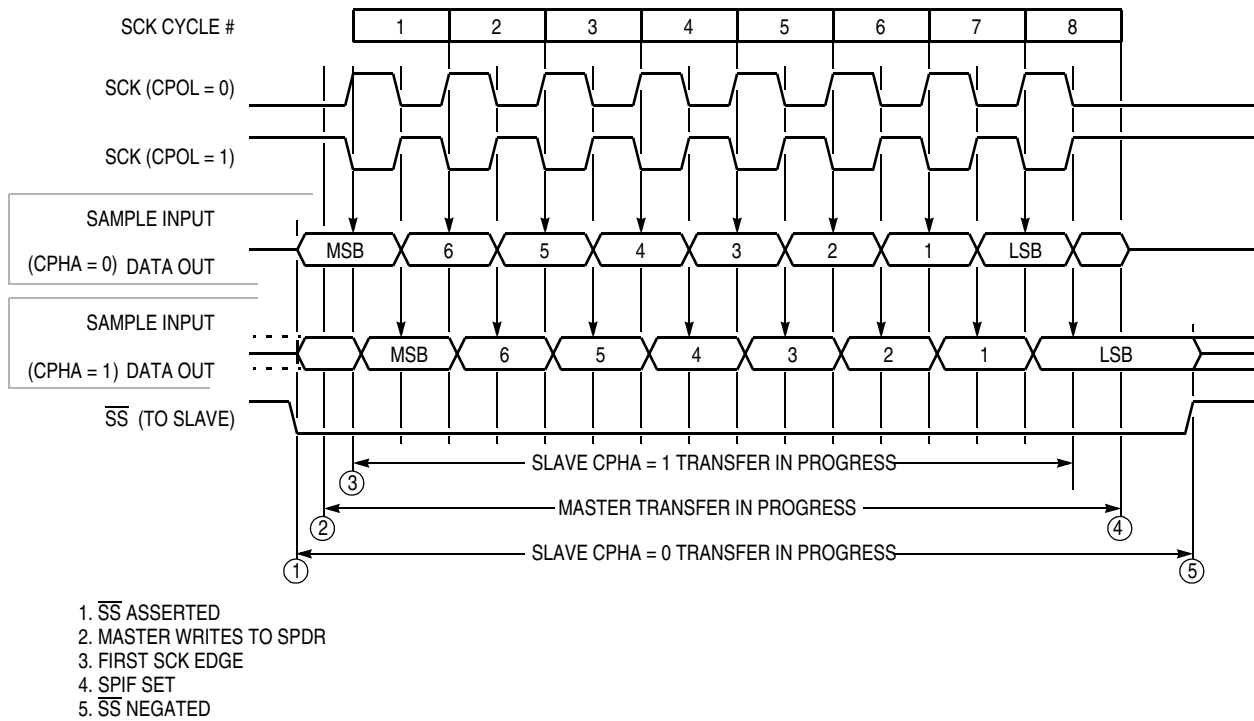 SCK CYCLE # 1 2 3 4 5 6 7 8
SCK (CPOL = 0)
SCK (CPOL = 1)
SAMPLE INPUT
(CPHA = 0) DATA OUT MSB 6 5 4 3 2 1 LSB
SAMPLE INPUT
(CPHA = 1) DATA OUT MSB 6 5 4 3 2 1 LSB
SS (TO SLAVE)
3 SLAVE CPHA = 1 TRANSFER IN PROGRESS
2 MASTER TRANSFER IN PROGRESS 4
1 SLAVE CPHA = 0 TRANSFER IN PROGRESS 5
1. SS ASSERTED
2. MASTER WRITES TO SPDR
3. FIRST SCK EDGE
4. SPIF SET
5. SS NEGATED